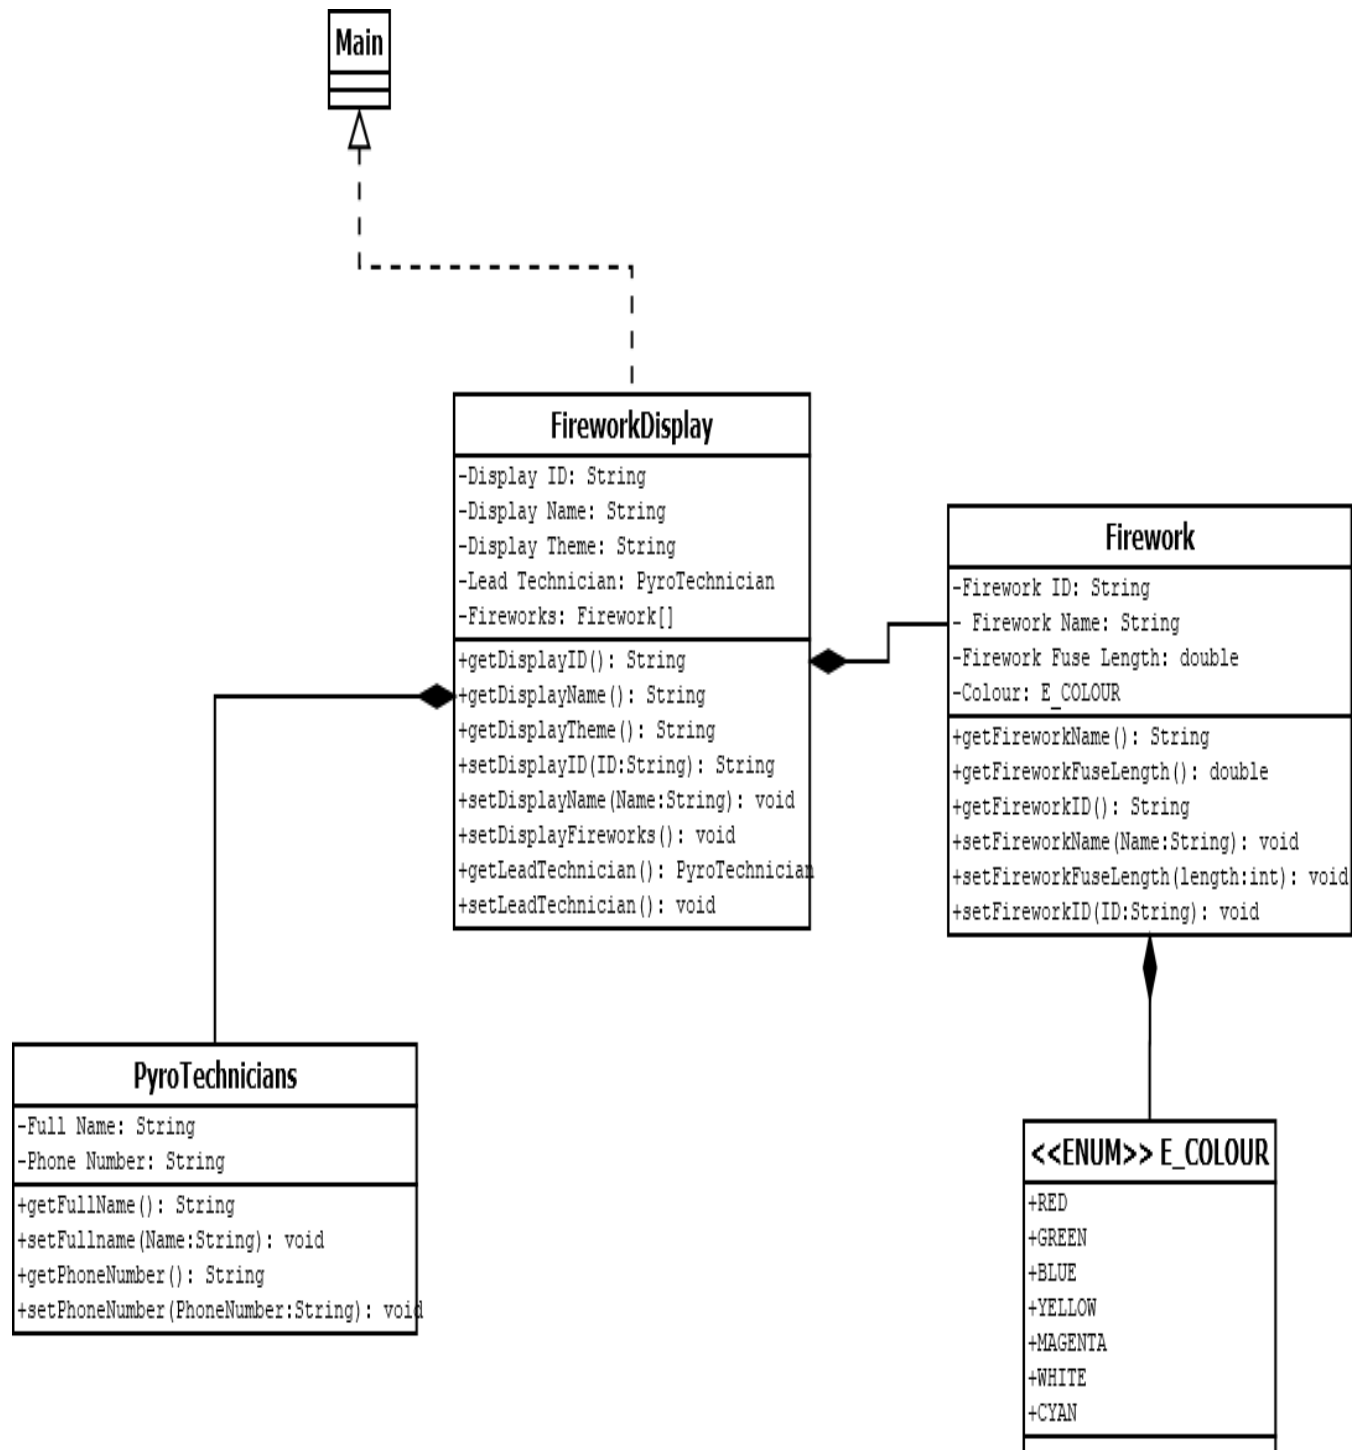 Main
FireworkDisplay
-Display ID: String
-Display Name: String
-Display Theme: String
-Lead Technician: PyroTechnician
-Fireworks: Firework[]
+getDisplayID(): String
+getDisplayName(): String
+getDisplayTheme(): String
+setDisplayID(ID:String): String
+setDisplayName(Name:String): void
+setDisplayFireworks(): void
+getLeadTechnician(): PyroTechnician
+setLeadTechnician(): void
Firework
-Firework ID: String
- Firework Name: String
-Firework Fuse Length: double
-Colour: E_COLOUR
+getFireworkName(): String
+getFireworkFuseLength(): double
+getFireworkID(): String
+setFireworkName(Name:String): void
+setFireworkFuseLength(length:int): void
+setFireworkID(ID:String): void
PyroTechnicians
-Full Name: String
-Phone Number: String
+getFullName(): String
+setFullname(Name:String): void
+getPhoneNumber(): String
+setPhoneNumber(PhoneNumber:String): void
<<ENUM>> E_COLOUR
+RED
+GREEN
+BLUE
+YELLOW
+MAGENTA
+WHITE
+CYAN